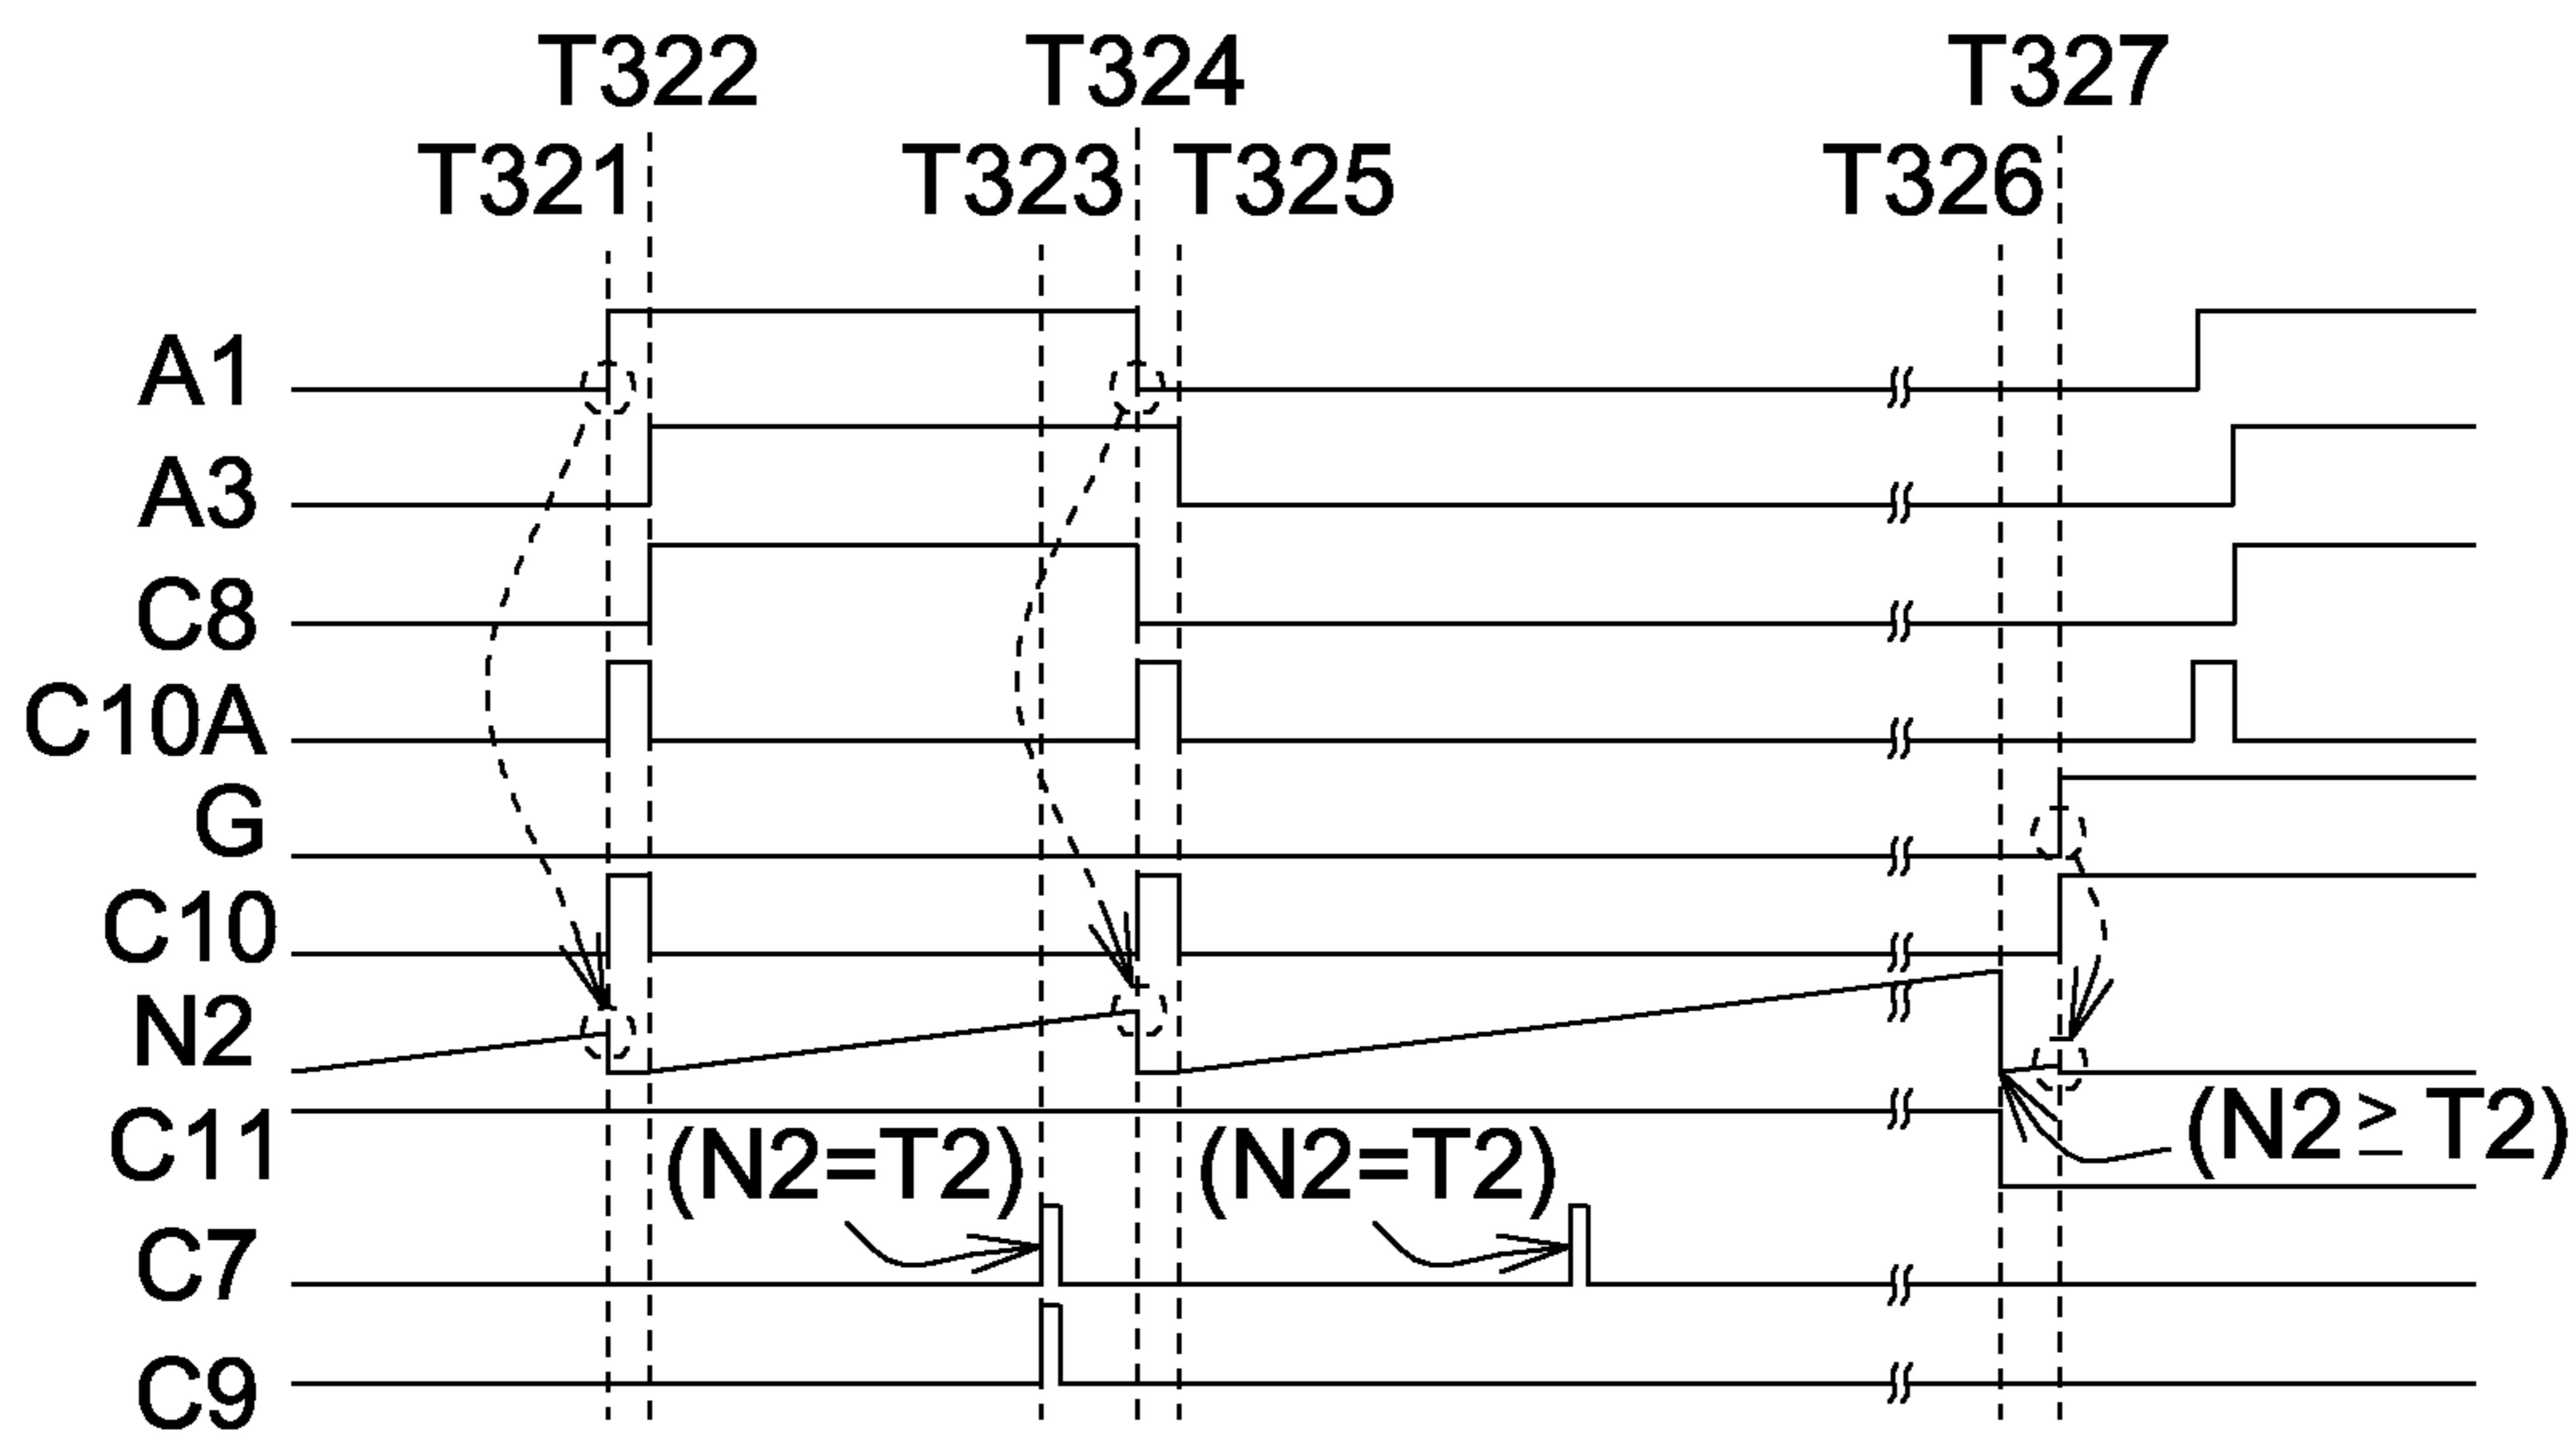 T322 T324 T327
T321 T323 T325 T326
A1
A3
C8
C10A
G
C10
N2
C11
(N2=T2) (N2=T2) (N2≥T2)
C7
C9